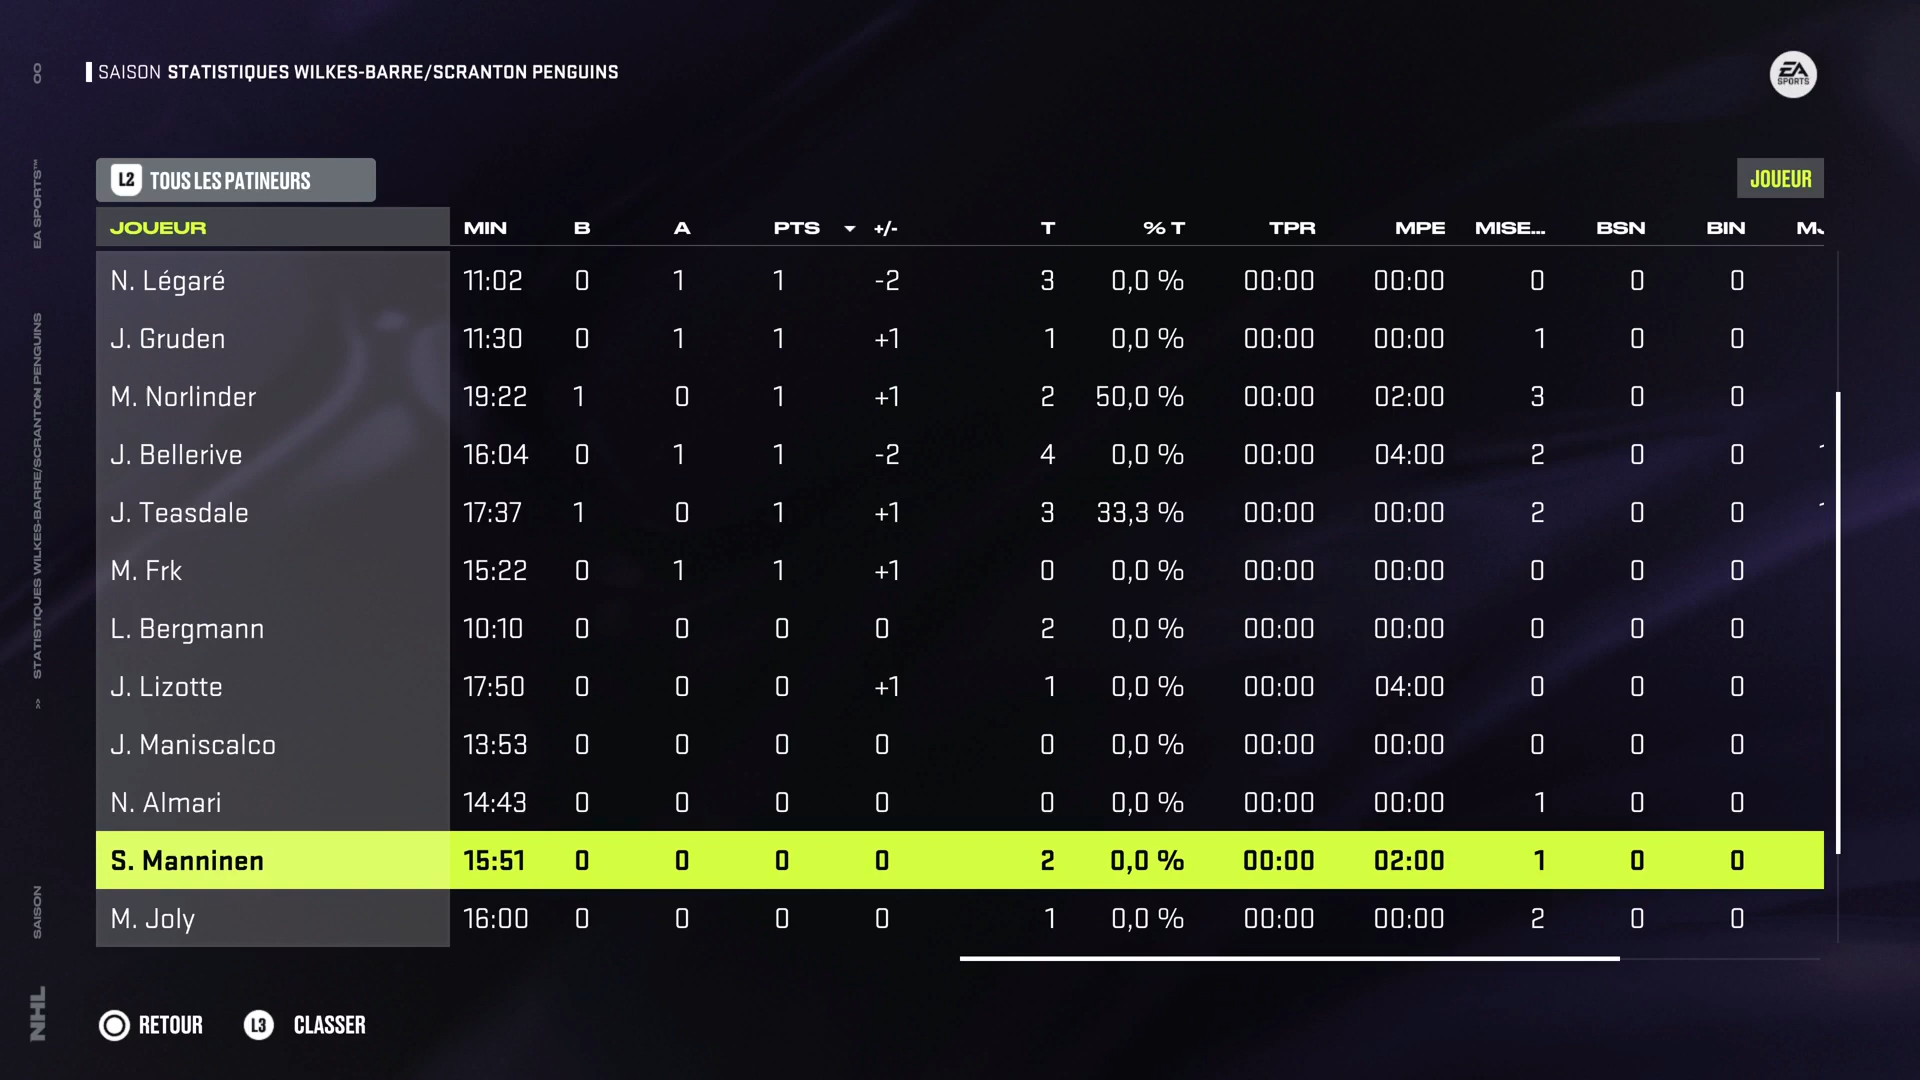 SAISON STATISTIQUES WILKES-BARRE/SCRANTON PENGUINS
EA SPORTS
L2 TOUS LES PATINEURS
JOUEUR
JOUEUR MIN B A PTS +/- T % T TPR MPE MISE... BSN BIN
N. Légaré 11:02 0 1 1 -2 3 0,0 % 00:00 00:00 0 0 0
J. Gruden 11:30 0 1 1 +1 1 0,0 % 00:00 00:00 1 0 0
M. Norlinder 19:22 1 0 1 +1 2 50,0 % 00:00 02:00 3 0 0
J. Bellerive 16:04 0 1 1 -2 4 0,0 % 00:00 04:00 2 0 0
J. Teasdale 17:37 1 0 1 +1 3 33,3 % 00:00 00:00 2 0 0
M. Frk 15:22 0 1 1 +1 0 0,0 % 00:00 00:00 0 0 0
L. Bergmann 10:10 0 0 0 0 2 0,0 % 00:00 00:00 0 0 0
J. Lizotte 17:50 0 0 0 +1 1 0,0 % 00:00 04:00 0 0 0
J. Maniscalco 13:53 0 0 0 0 0 0,0 % 00:00 00:00 0 0 0
N. Almari 14:43 0 0 0 0 0 0,0 % 00:00 00:00 1 0 0
S. Manninen 15:51 0 0 0 0 2 0,0 % 00:00 02:00 1 0 0
M. Joly 16:00 0 0 0 0 1 0,0 % 00:00 00:00 2 0 0
RETOUR L3 CLASSER
NHL SAISON >> STATISTIQUES WILKES-BARRE/SCRANTON PENGUINS EA SPORTS™